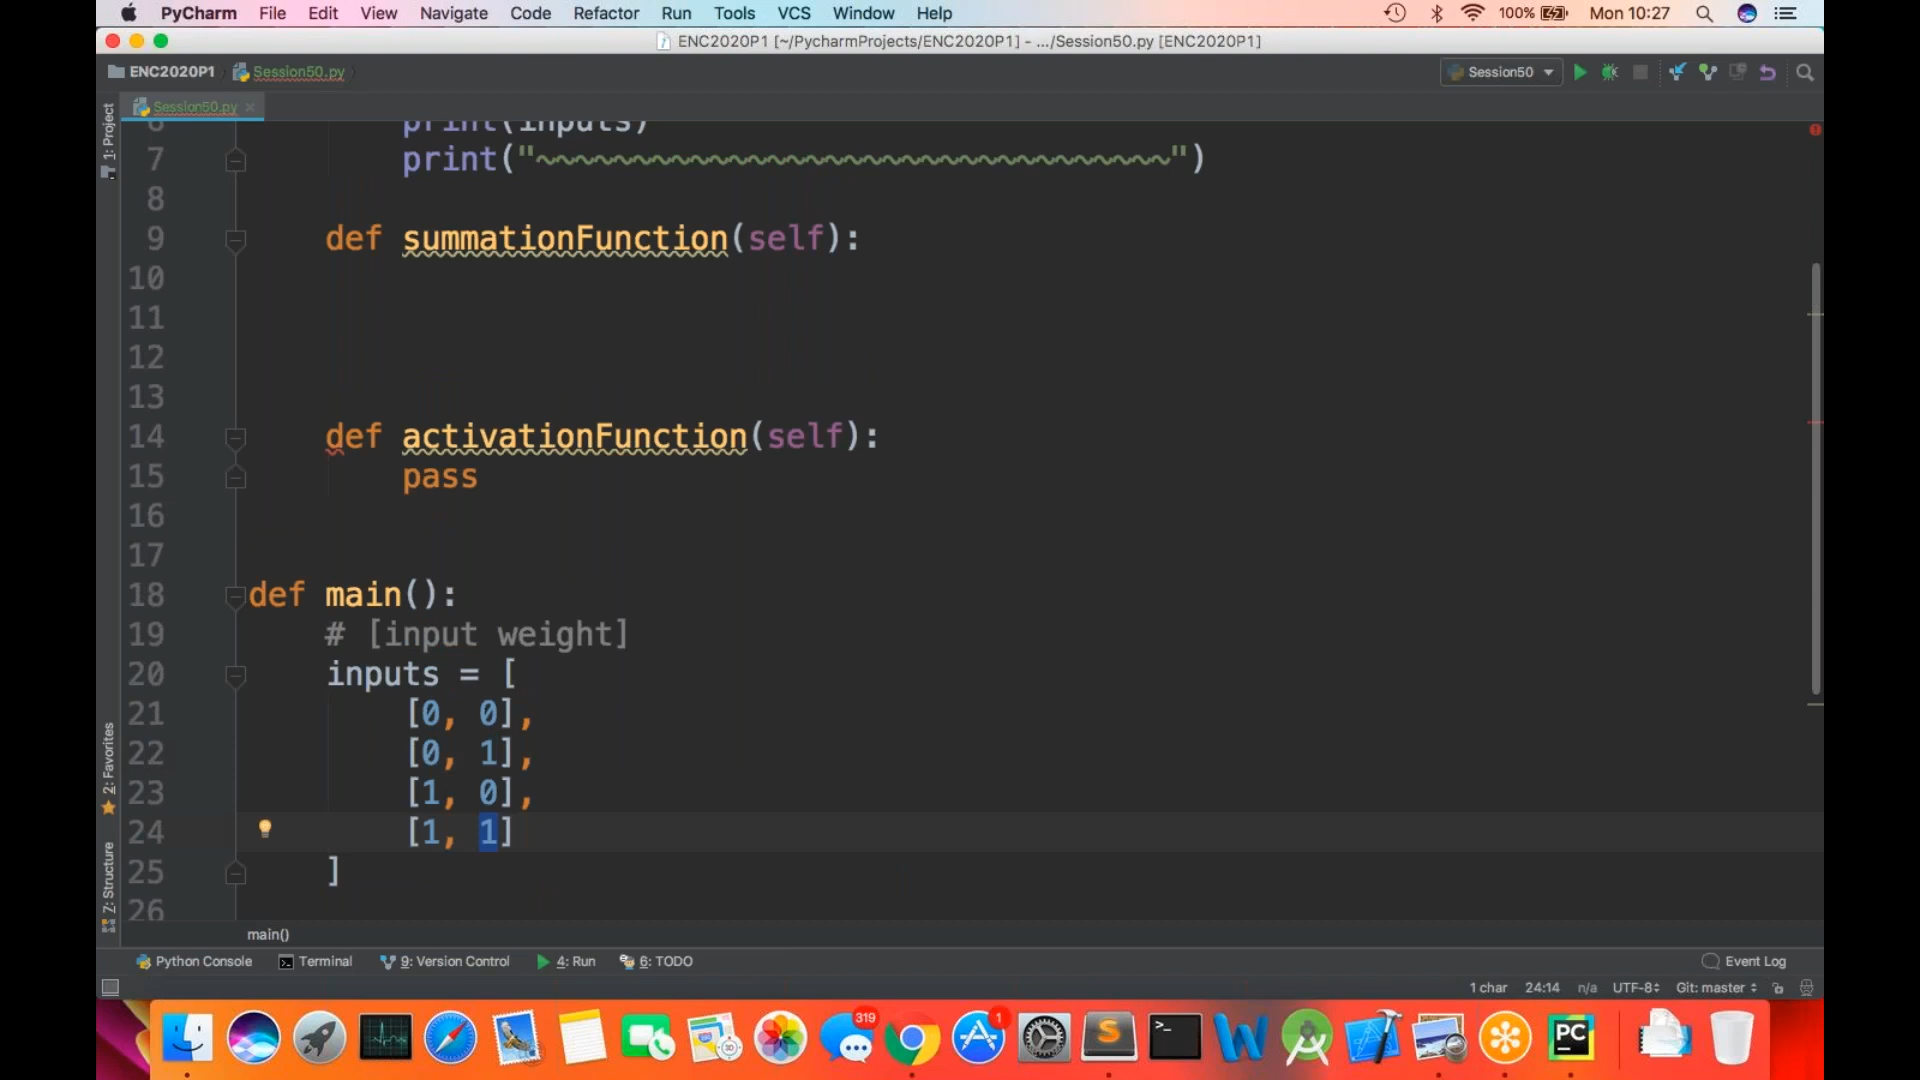 PyCharm File Edit View Navigate Code Refactor Run Tools VCS Window Help 100% Mon 10:27
ENC2020P1 [~/PycharmProjects/ENC2020P1] - .../Session50.py [ENC2020P1]
ENC2020P1 Session50.py Session50
Session50.py
1: Project
2: Favorites
Z: Structure
6 print(inputs)
7 print("~~~~~~~~~~~~~~~~~~~~~~~~~~~~~~~~~")
8
9 def summationFunction(self):
10
11
12
13
14 def activationFunction(self):
15 pass
16
17
18 def main():
19 # [input weight]
20 inputs = [
21 [0, 0],
22 [0, 1],
23 [1, 0],
24 [1, 1]
25 ]
26
main()
Python Console Terminal 9: Version Control 4: Run 6: TODO Event Log
1 char 24:14 n/a UTF-8 Git: master
319 1
PC